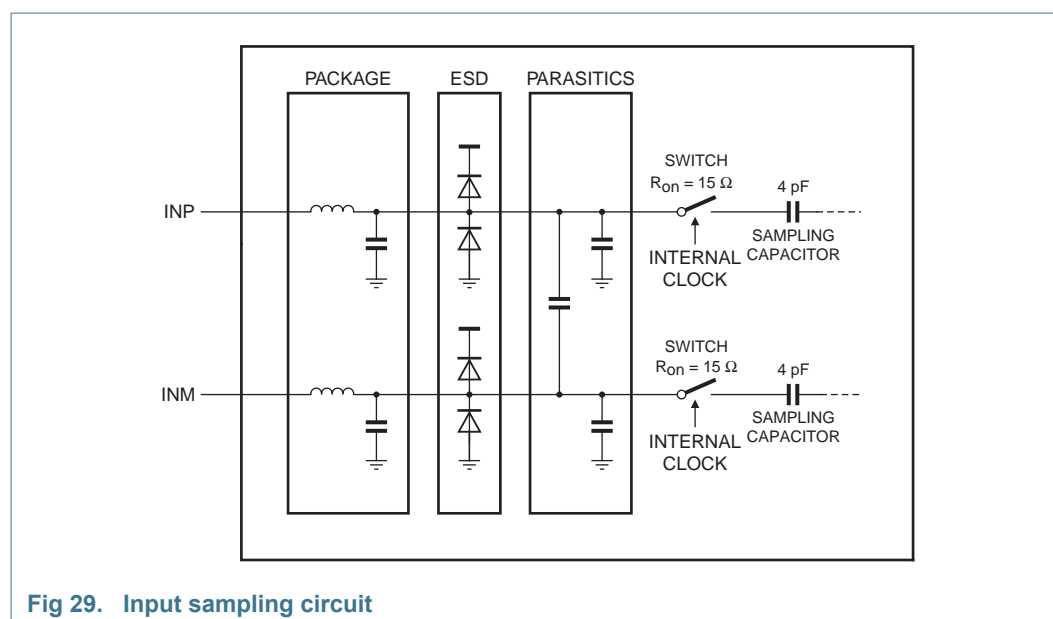 PACKAGE ESD PARASITICS
SWITCH
Ron = 15 Ω
4 pF
INP
SAMPLING
CAPACITOR
INTERNAL
CLOCK
SWITCH
Ron = 15 Ω
4 pF
INM
SAMPLING
CAPACITOR
INTERNAL
CLOCK
Fig 29. Input sampling circuit